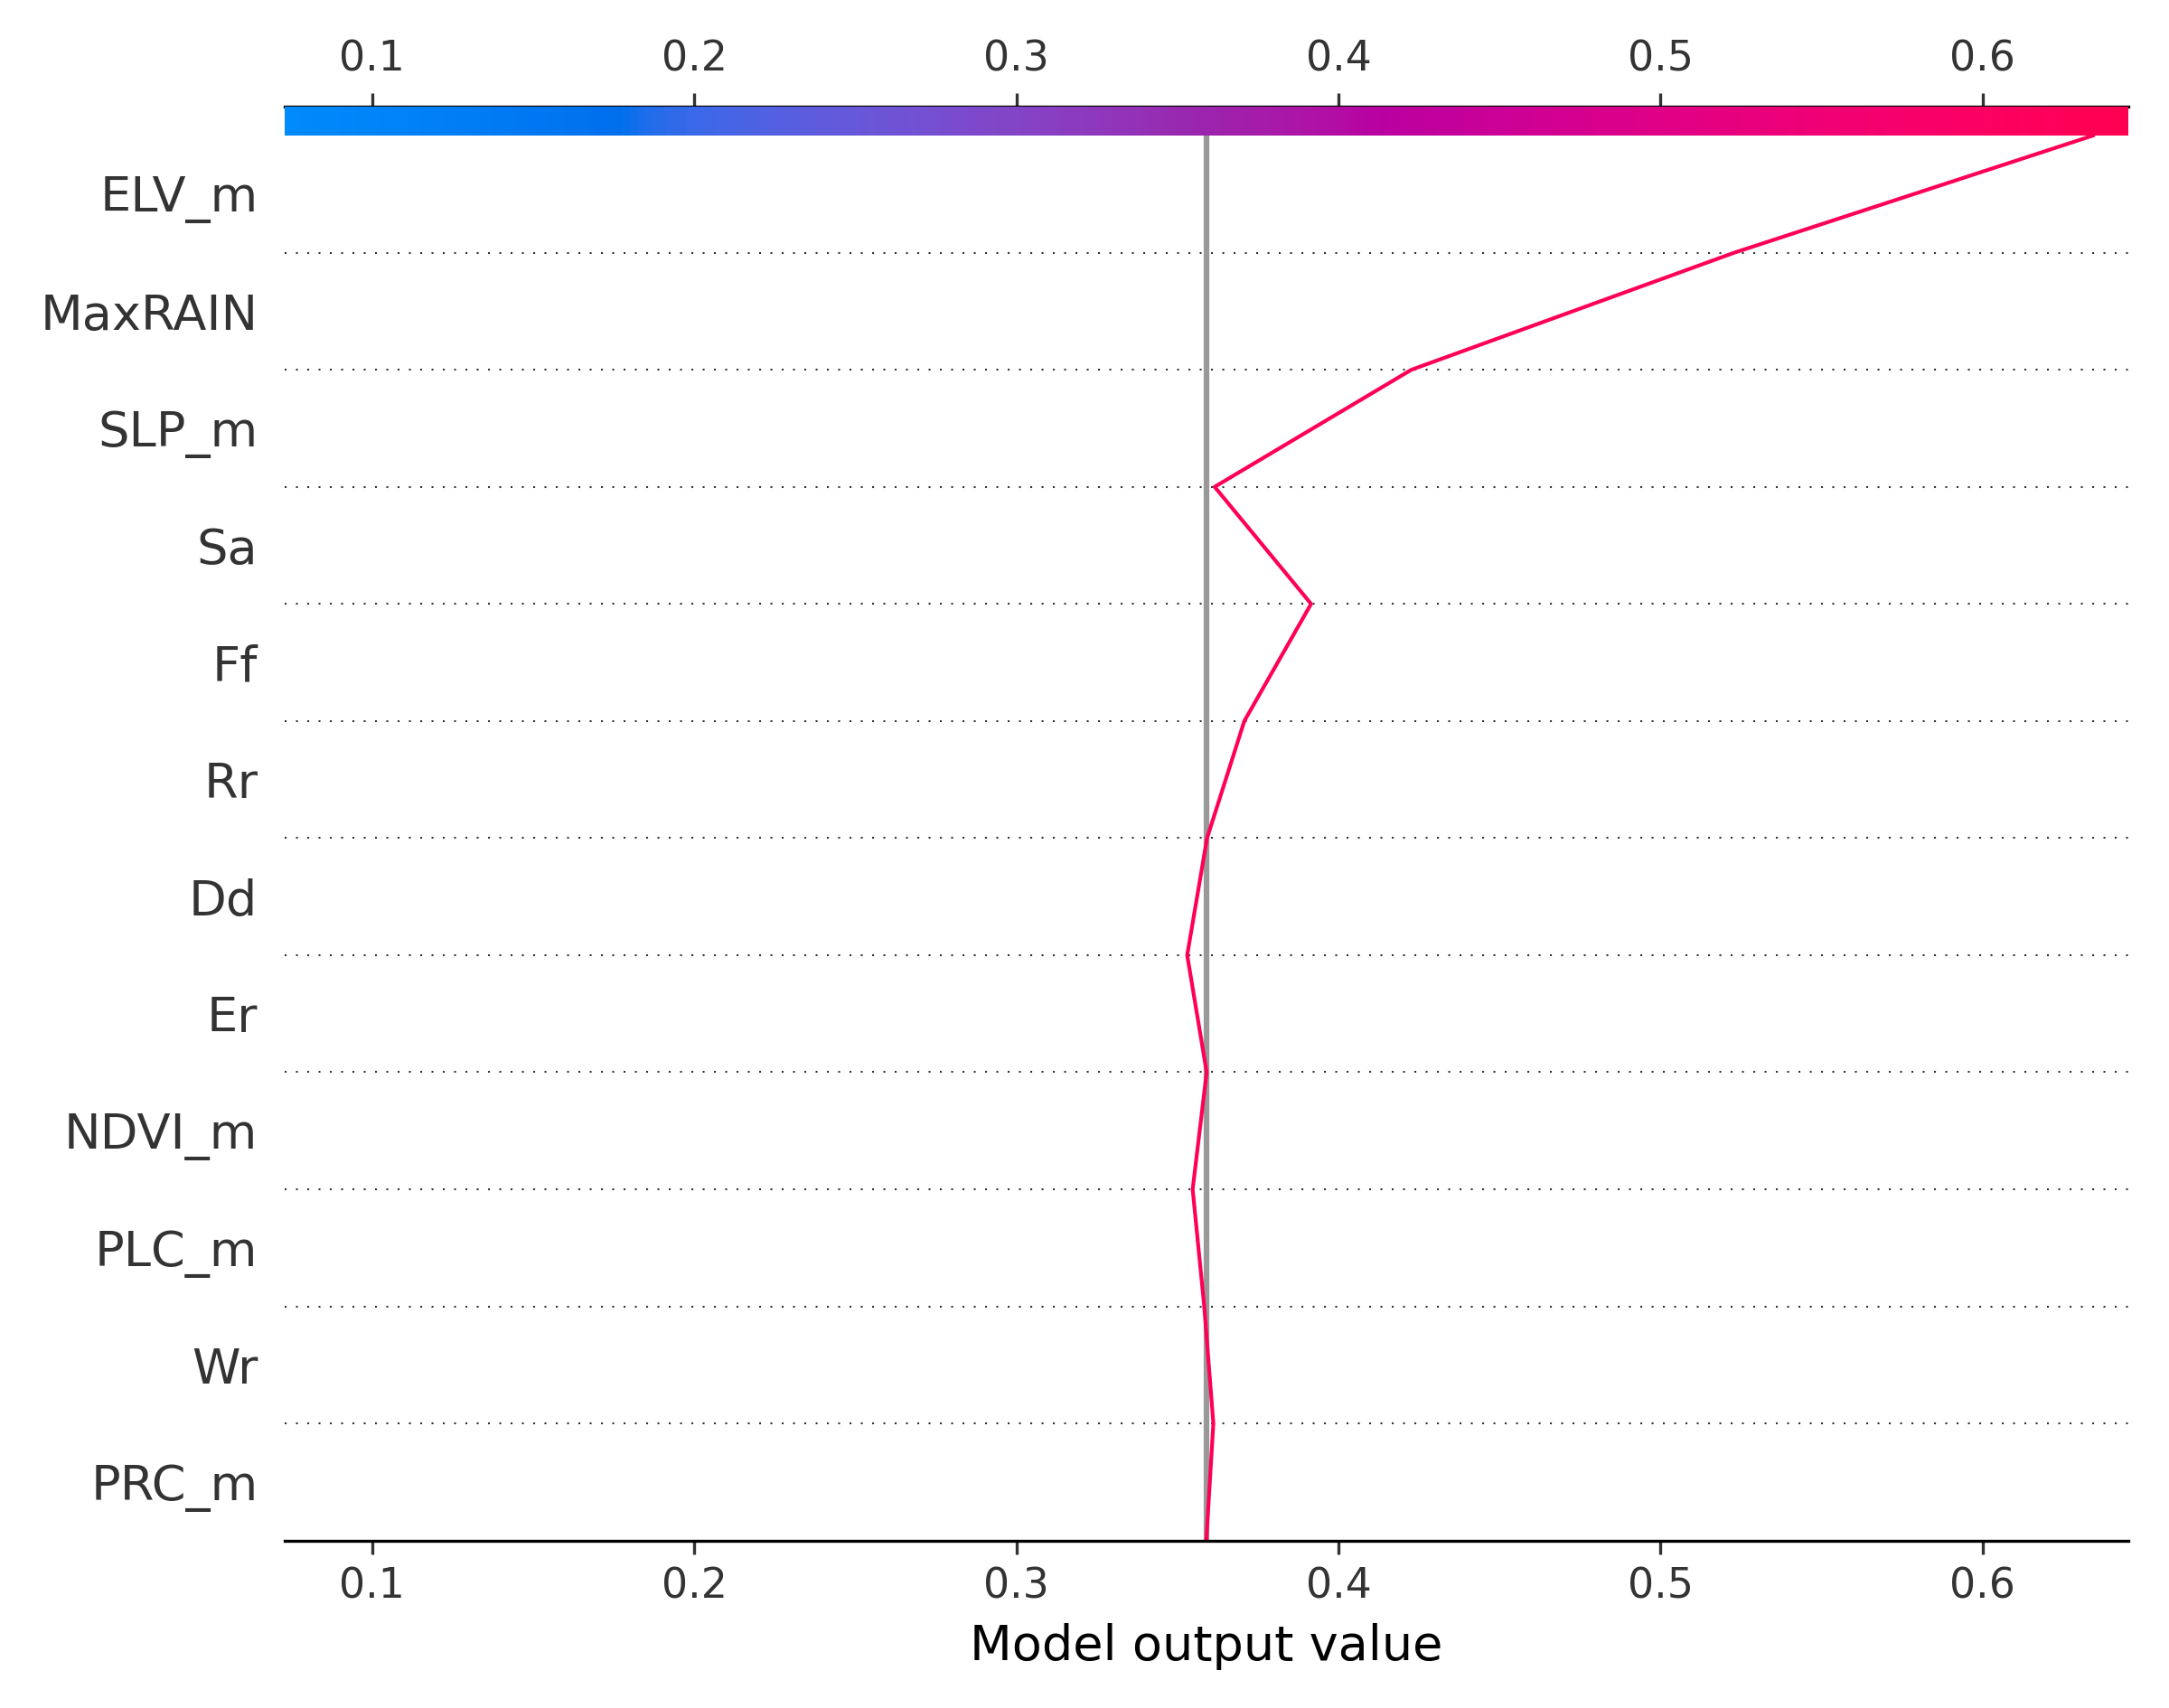 0.1 0.2 0.3 0.4 0.5 0.6
ELV_m
MaxRAIN
SLP_m
Sa
Ff
Rr
Dd
Er
NDVI_m
PLC_m
Wr
PRC_m
0.1 0.2 0.3 0.4 0.5 0.6
Model output value